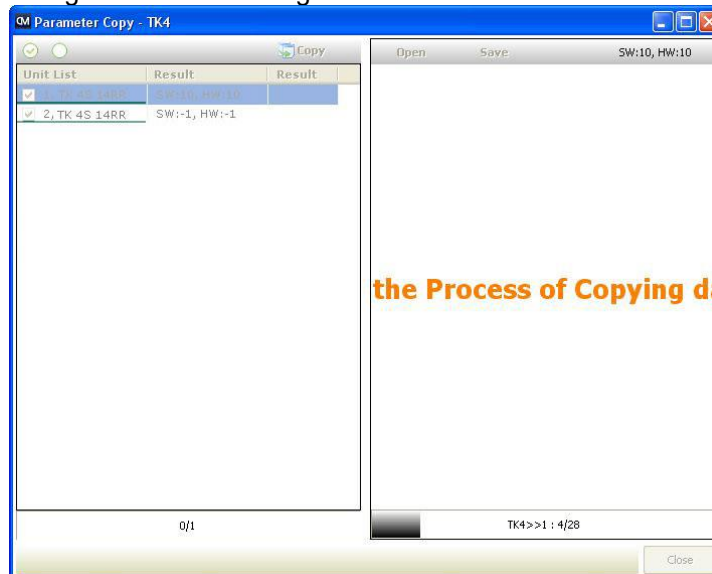 Parameter Copy - TK4
Copy
Open Save SW:10, HW:10
Unit List Result Result
1, TK 4S 14RR SW:10, HW:10
2, TK 4S 14RR SW:-1, HW:-1
the Process of Copying da
0/1
TK4>>1 : 4/28
Close